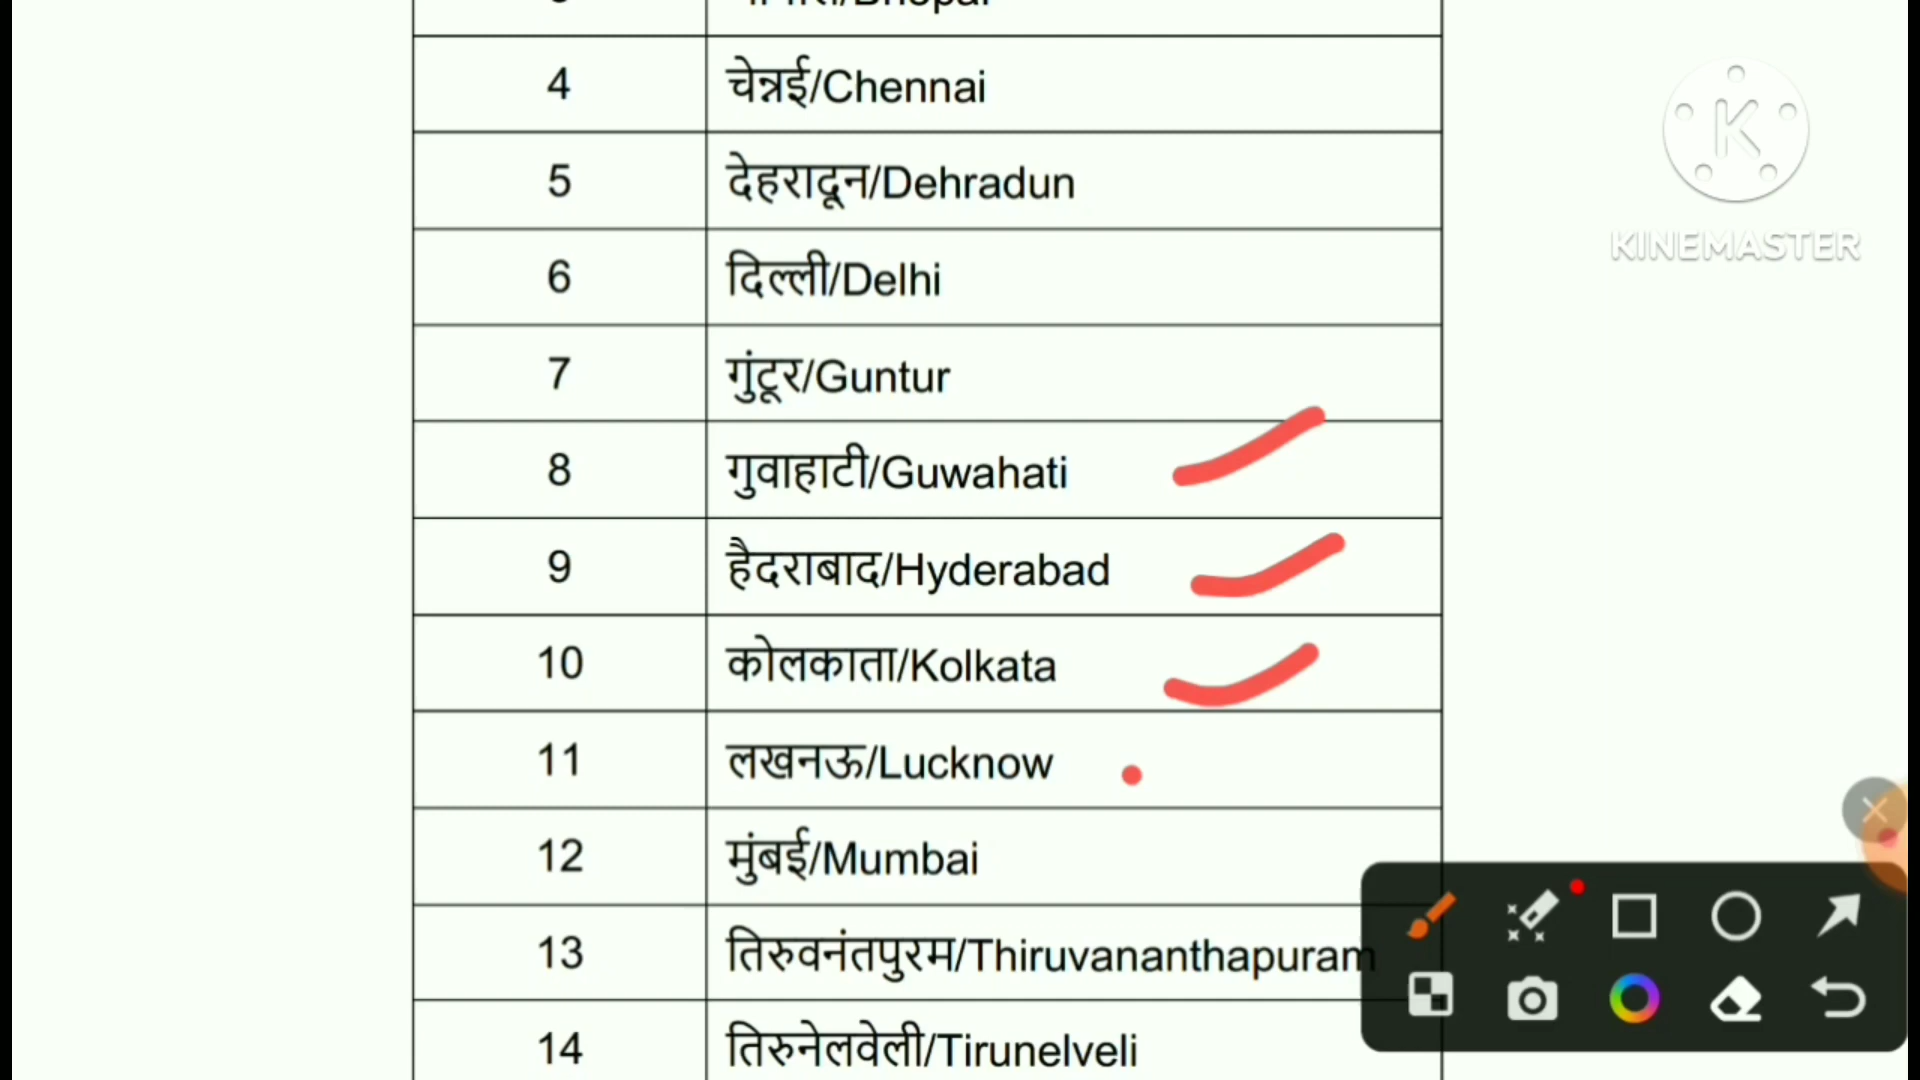 4 चेन्नई/Chennai
5 देहरादून/Dehradun
6 दिल्ली/Delhi
7 गुंटूर/Guntur
8 गुवाहाटी/Guwahati
9 हैदराबाद/Hyderabad
10 कोलकाता/Kolkata
11 लखनऊ/Lucknow
12 मुंबई/Mumbai
13 तिरुवनंतपुरम/Thiruvananthapuram
14 तिरुनेलवेली/Tirunelveli
K
KINEMASTER